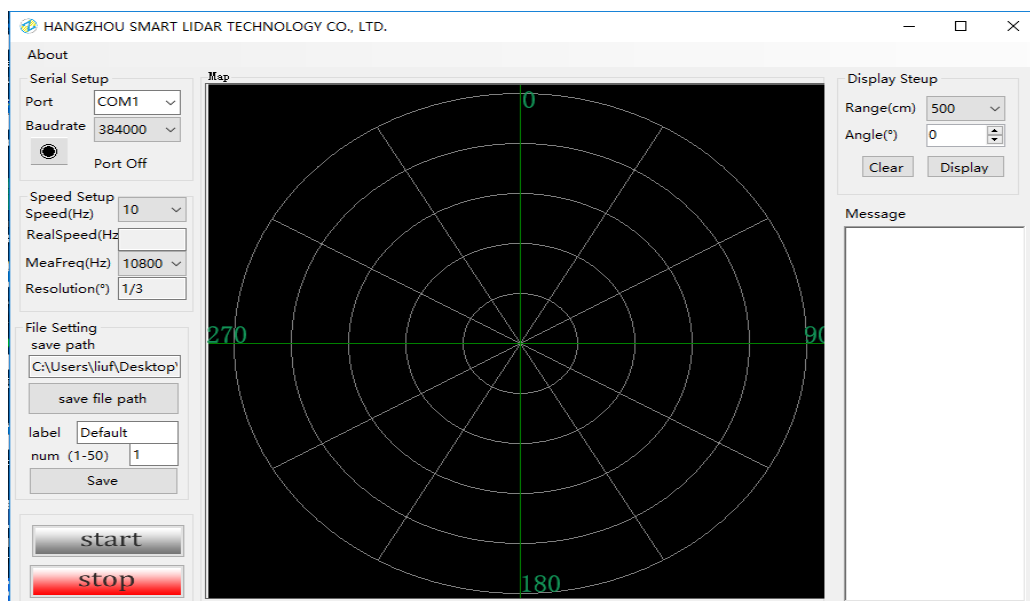 HANGZHOU SMART LIDAR TECHNOLOGY CO., LTD.
About
Serial Setup
Port
COM1
Baudrate
384000
Port Off
Speed Setup
Speed(Hz)
10
RealSpeed(Hz
MeaFreq(Hz)
10800
Resolution(°)
1/3
File Setting
save path
C:\Users\liuf\Desktop\
save file path
label
Default
num (1-50)
1
Save
start
stop
Map
0
270
90
180
Display Steup
Range(cm)
500
Angle(°)
0
Clear
Display
Message